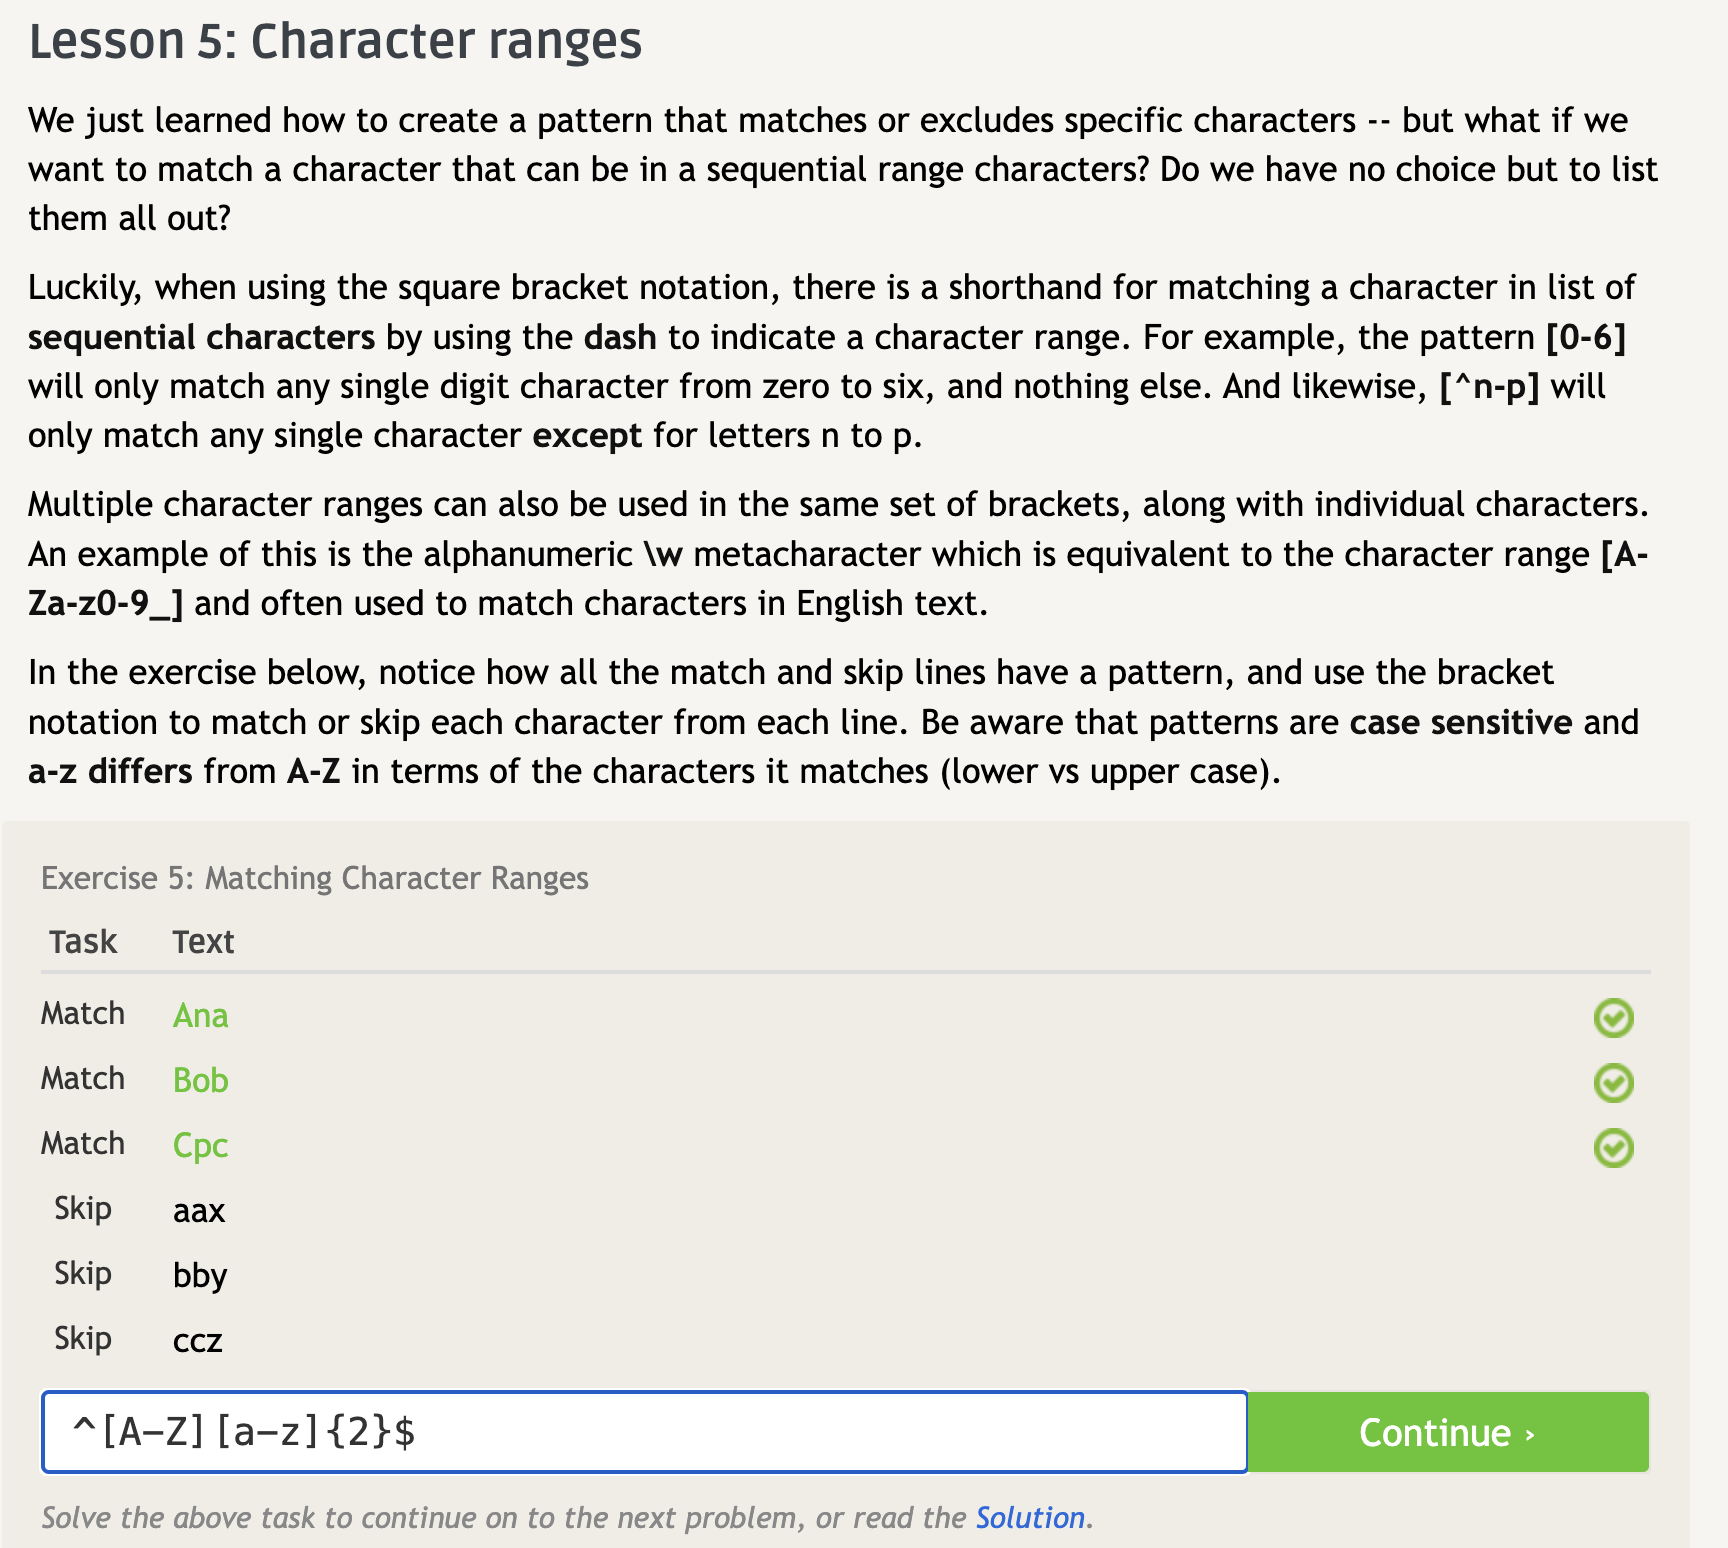 Lesson 5: Character ranges
We just learned how to create a pattern that matches or excludes specific characters -- but what if we
want to match a character that can be in a sequential range characters? Do we have no choice but to list
them all out?
Luckily, when using the square bracket notation, there is a shorthand for matching a character in list of
sequential characters by using the dash to indicate a character range. For example, the pattern [0-6]
will only match any single digit character from zero to six, and nothing else. And likewise, [^n-p] will
only match any single character except for letters n to p.
Multiple character ranges can also be used in the same set of brackets, along with individual characters.
An example of this is the alphanumeric \w metacharacter which is equivalent to the character range [A-
Za-z0-9_] and often used to match characters in English text.
In the exercise below, notice how all the match and skip lines have a pattern, and use the bracket
notation to match or skip each character from each line. Be aware that patterns are case sensitive and
a-z differs from A-Z in terms of the characters it matches (lower vs upper case).
Exercise 5: Matching Character Ranges
Task Text
Match Ana
Match Bob
Match Cpc
Skip aax
Skip bby
Skip ccz
^[A-Z][a-z]{2}$ Continue ›
Solve the above task to continue on to the next problem, or read the Solution.